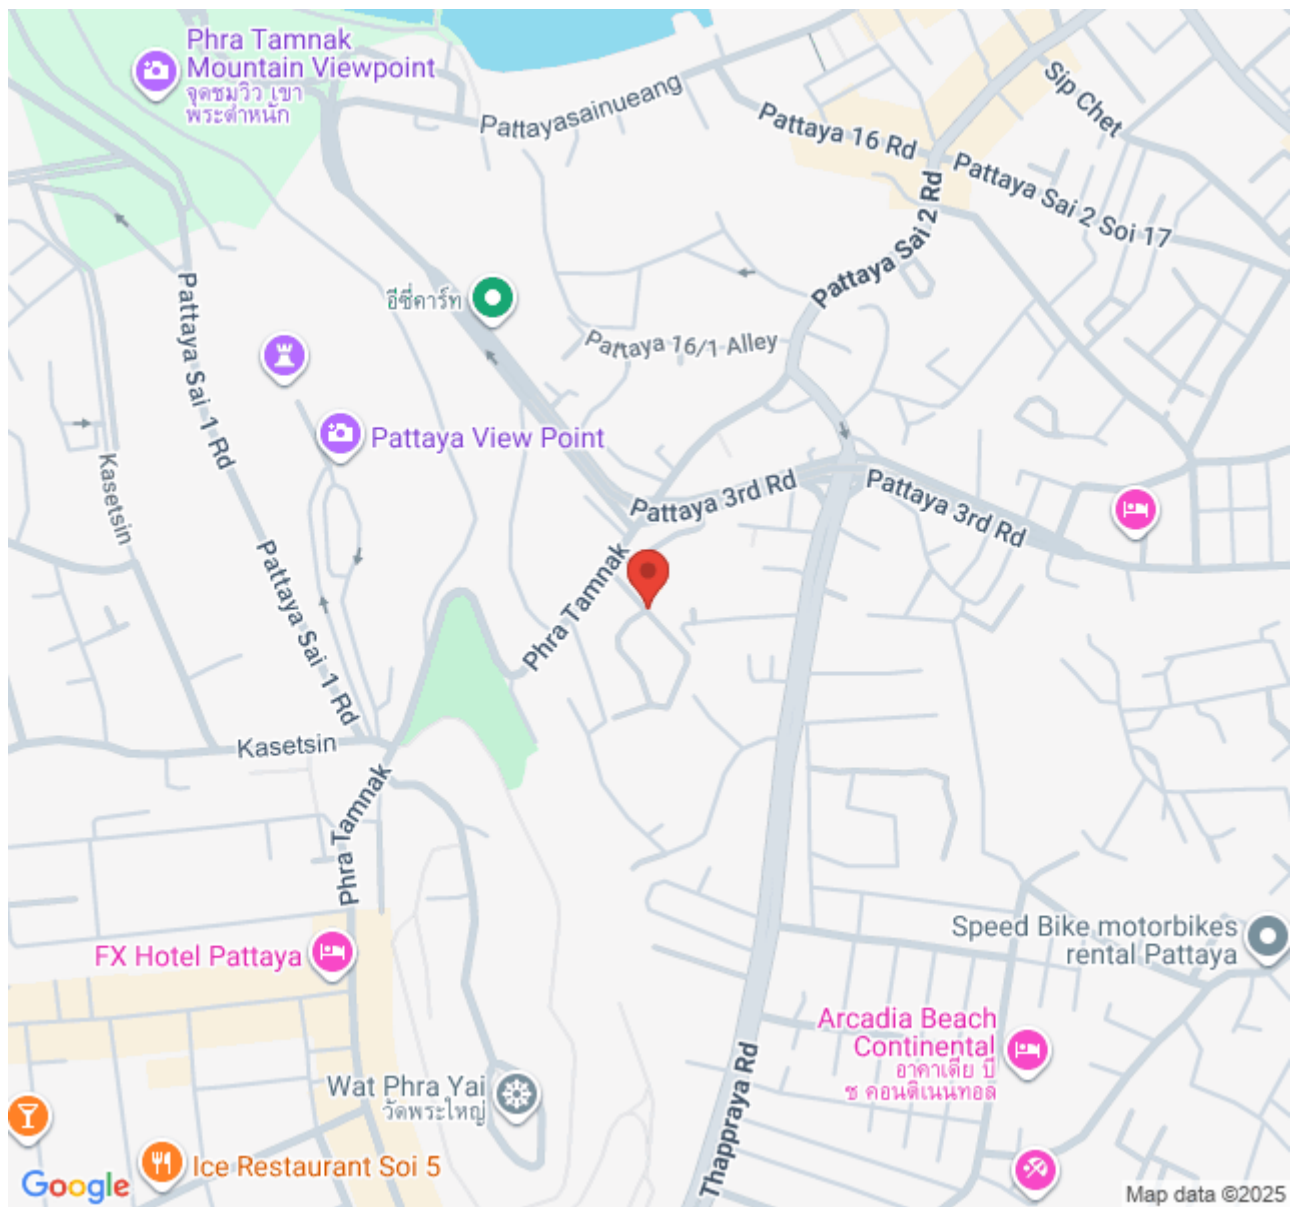 Phra Tamnak
Mountain Viewpoint
จุดชมวิว เขา
พระตำหนัก
Pattayasainueang
Pattaya 16 Rd
Sip Chet
Pattaya Sai 2 Soi 17
Pattaya Sai 2 Rd
อีซี่คาร์ท
Pattaya 16/1 Alley
Pattaya Sai 1 Rd
Pattaya View Point
Kasetsin
Pattaya 3rd Rd
Pattaya 3rd Rd
Phra Tamnak
Pattaya Sai 1 Rd
Kasetsin
Phra Tamnak
FX Hotel Pattaya
Speed Bike motorbikes
rental Pattaya
Arcadia Beach
Continental
อาคาเดีย บี
ช คอนติเนนทอล
Wat Phra Yai
วัดพระใหญ่
Thappraya Rd
Ice Restaurant Soi 5
Google
Map data ©2025